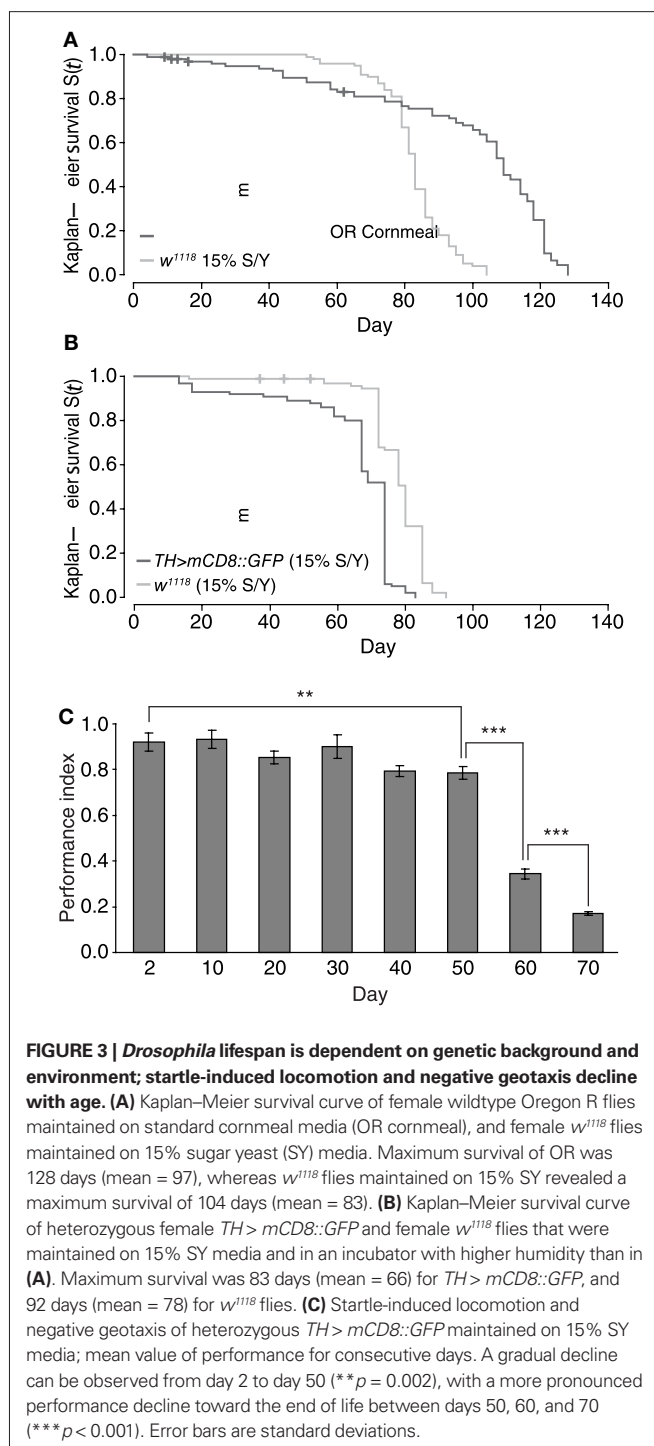 A
1.0
0.8
0.6
0.4
0.2
0.0
Kaplan— eier survival S(t)
m
OR Cornmeal
w1118 15% S/Y
0 20 40 60 80 100 120 140
Day
B
1.0
0.8
0.6
0.4
0.2
0.0
Kaplan— eier survival S(t)
m
TH>mCD8::GFP (15% S/Y)
w1118 (15% S/Y)
0 20 40 60 80 100 120 140
Day
C
**
***
***
1.0
0.8
0.6
0.4
0.2
0.0
Performance index
2 10 20 30 40 50 60 70
Day
FIGURE 3 | Drosophila lifespan is dependent on genetic background and
environment; startle-induced locomotion and negative geotaxis decline
with age. (A) Kaplan–Meier survival curve of female wildtype Oregon R flies
maintained on standard cornmeal media (OR cornmeal), and female w1118 flies
maintained on 15% sugar yeast (SY) media. Maximum survival of OR was
128 days (mean = 97), whereas w1118 flies maintained on 15% SY revealed a
maximum survival of 104 days (mean = 83). (B) Kaplan–Meier survival curve
of heterozygous female TH > mCD8::GFP and female w1118 flies that were
maintained on 15% SY media and in an incubator with higher humidity than in
(A). Maximum survival was 83 days (mean = 66) for TH > mCD8::GFP, and
92 days (mean = 78) for w1118 flies. (C) Startle-induced locomotion and
negative geotaxis of heterozygous TH > mCD8::GFP maintained on 15% SY
media; mean value of performance for consecutive days. A gradual decline
can be observed from day 2 to day 50 (**p = 0.002), with a more pronounced
performance decline toward the end of life between days 50, 60, and 70
(***p < 0.001). Error bars are standard deviations.